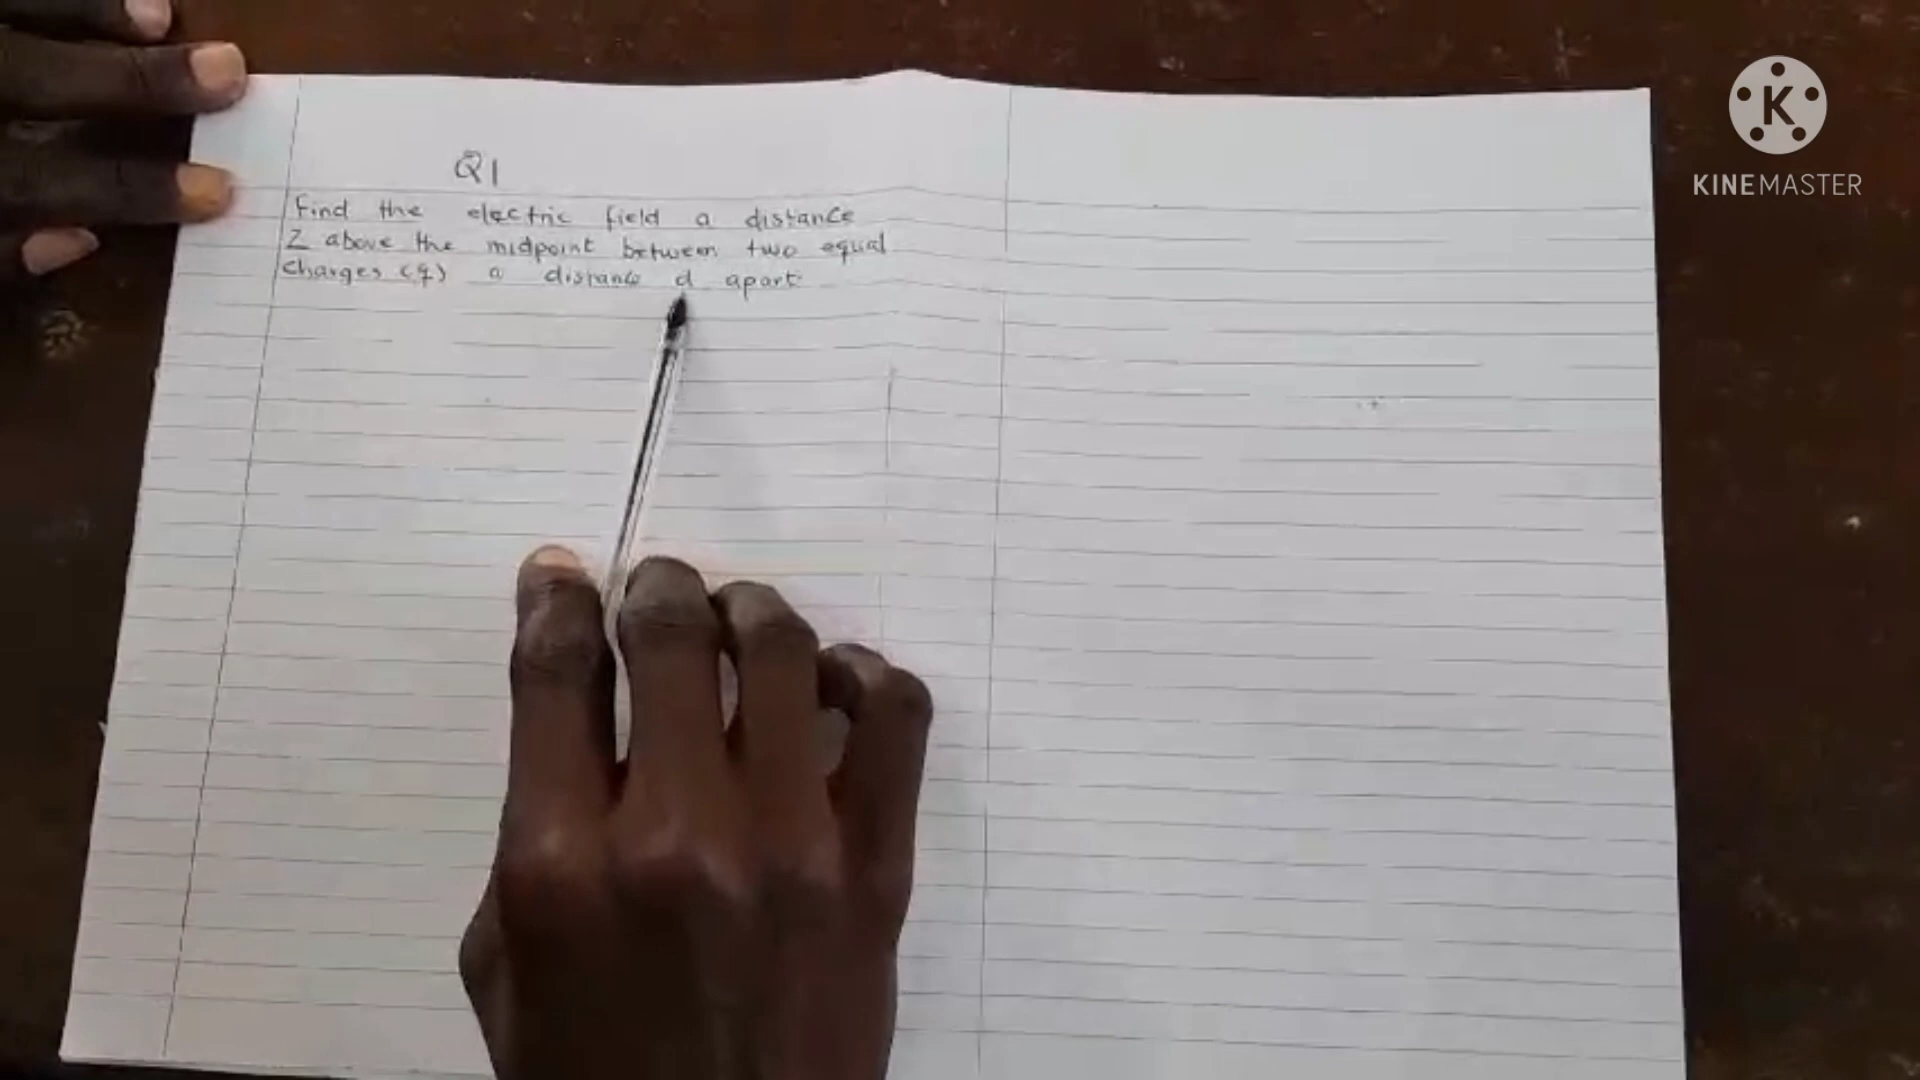 Q1
Find the electric field a distance
Z above the midpoint between two equal
charges (q) a distance d apart.
K
KINEMASTER